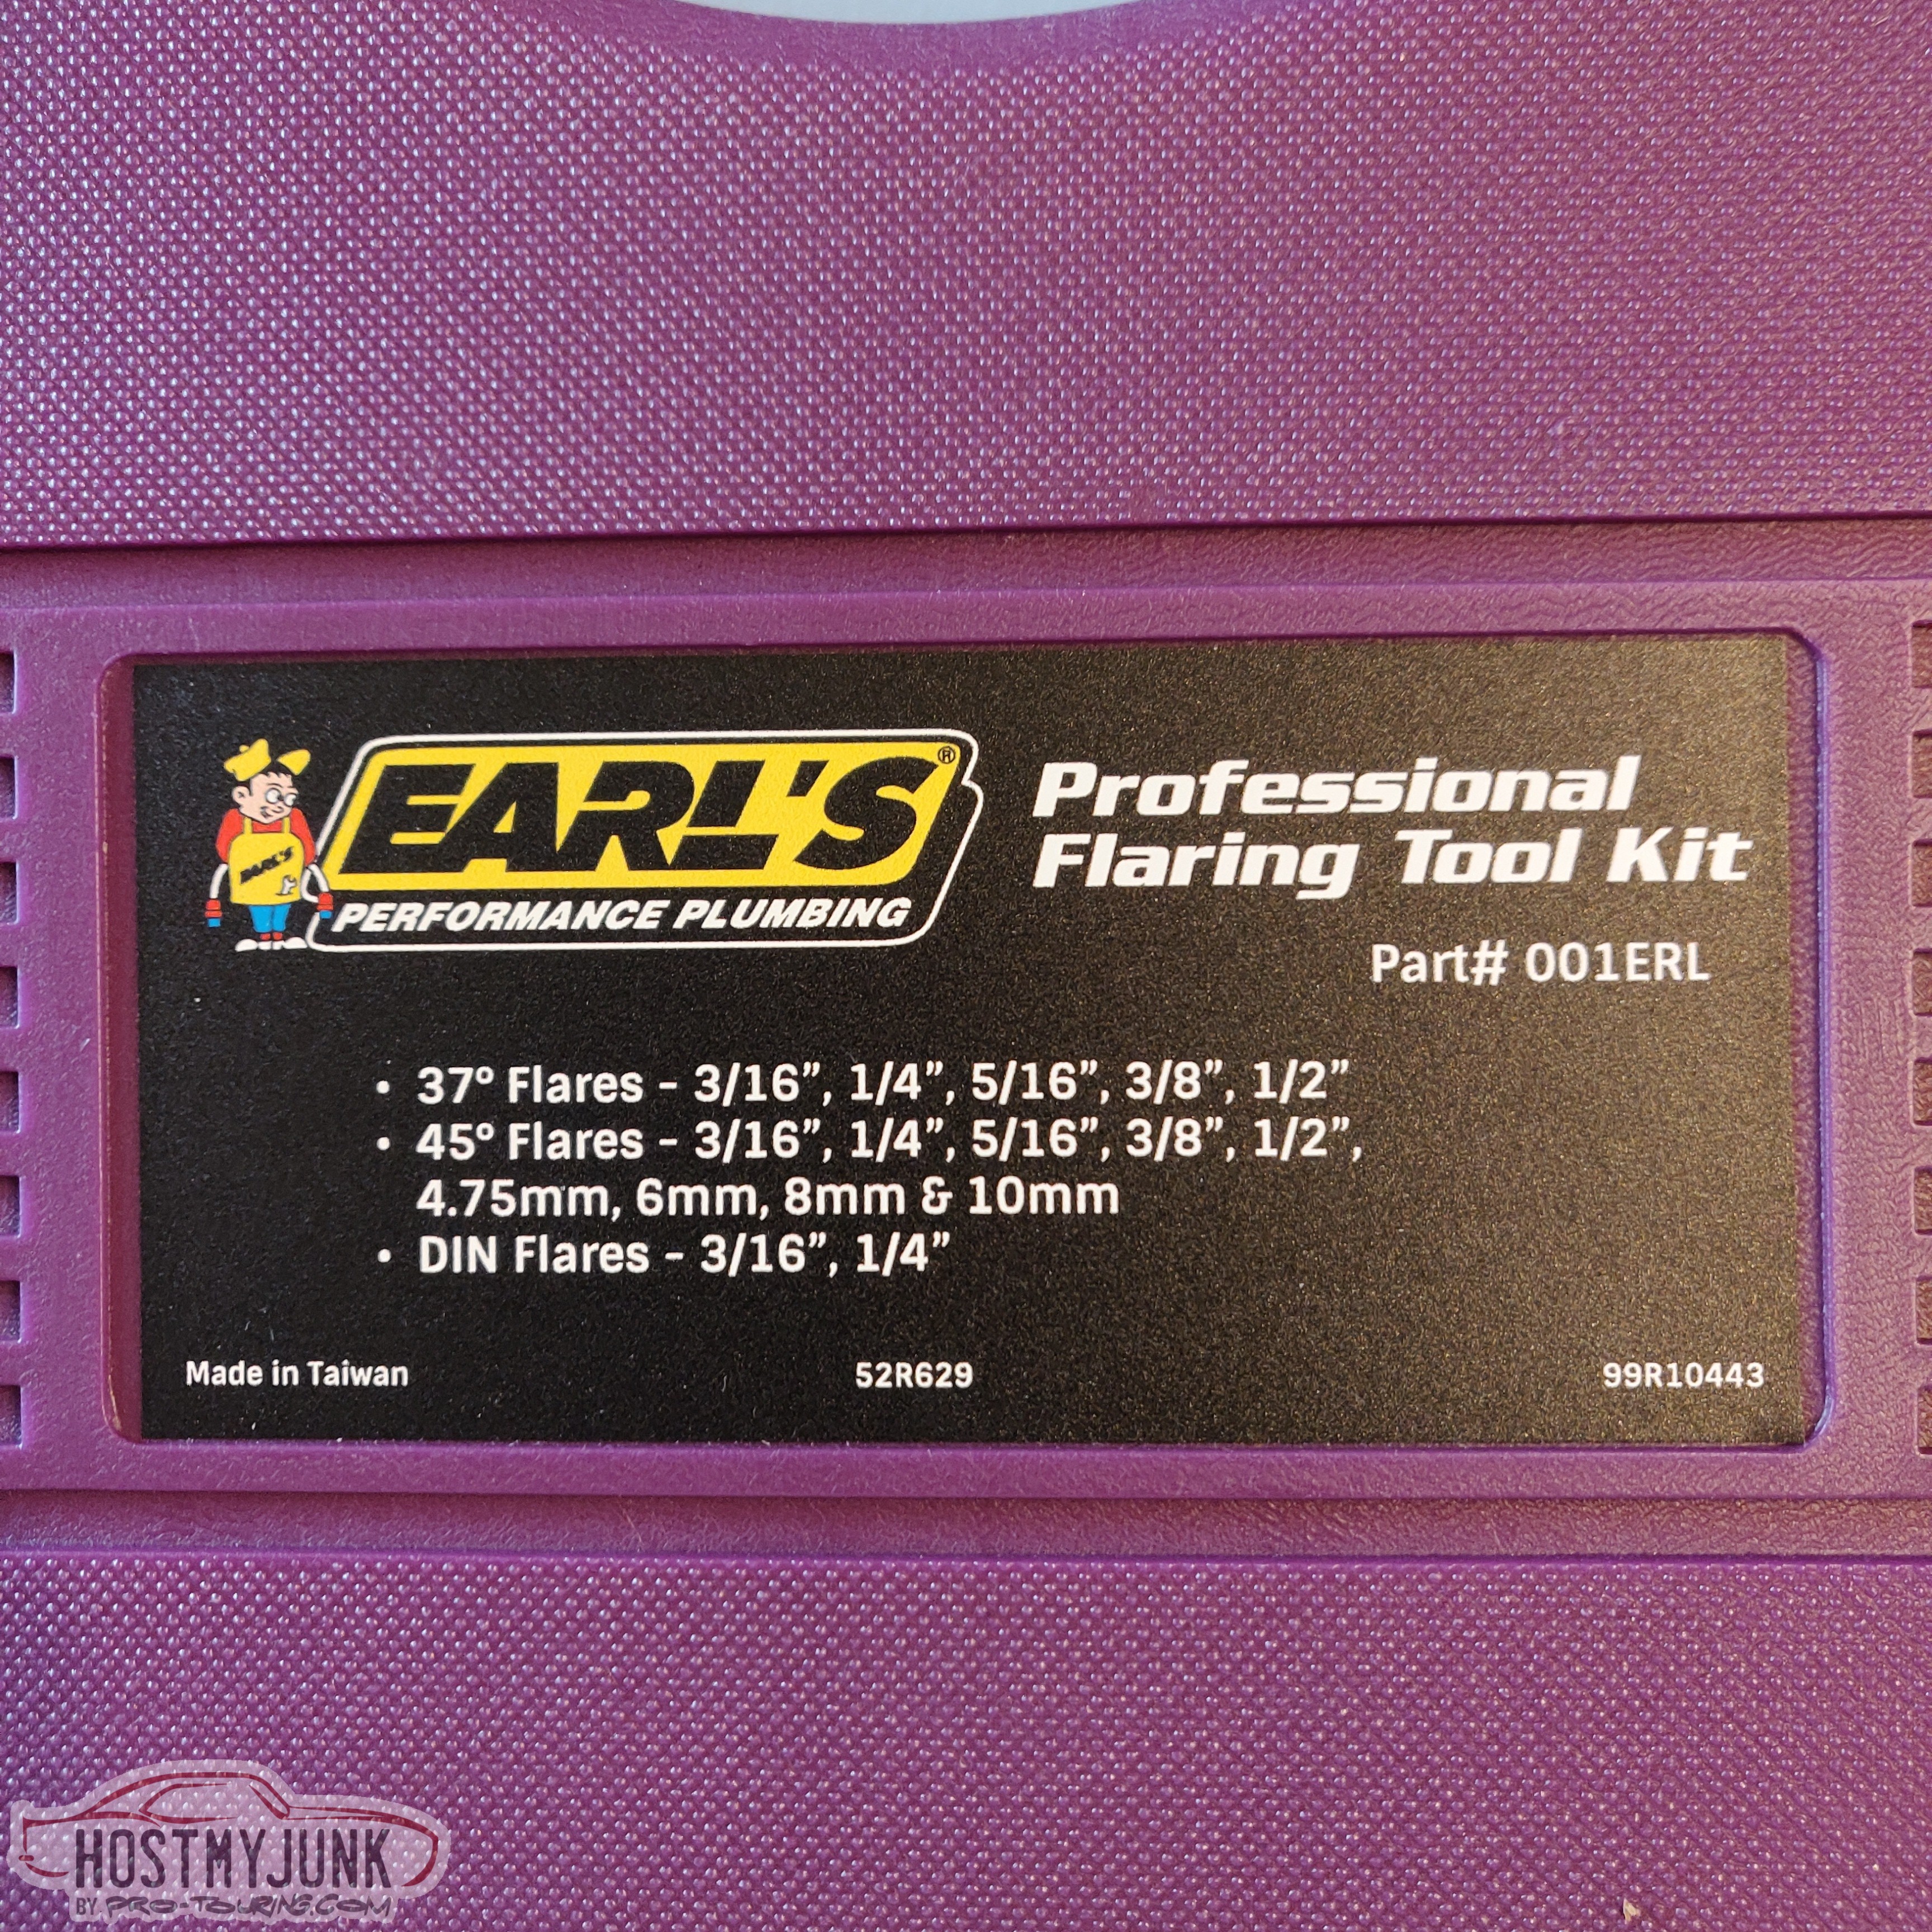 EARL'S®
PERFORMANCE PLUMBING
EARL'S
Professional
Flaring Tool Kit
Part# 001ERL
• 37° Flares - 3/16”, 1/4”, 5/16”, 3/8”, 1/2”
• 45° Flares - 3/16”, 1/4”, 5/16”, 3/8”, 1/2”,
4.75mm, 6mm, 8mm & 10mm
• DIN Flares - 3/16”, 1/4”
Made in Taiwan
52R629
99R10443
HOSTMYJUNK
BY PRO-TOURING.COM